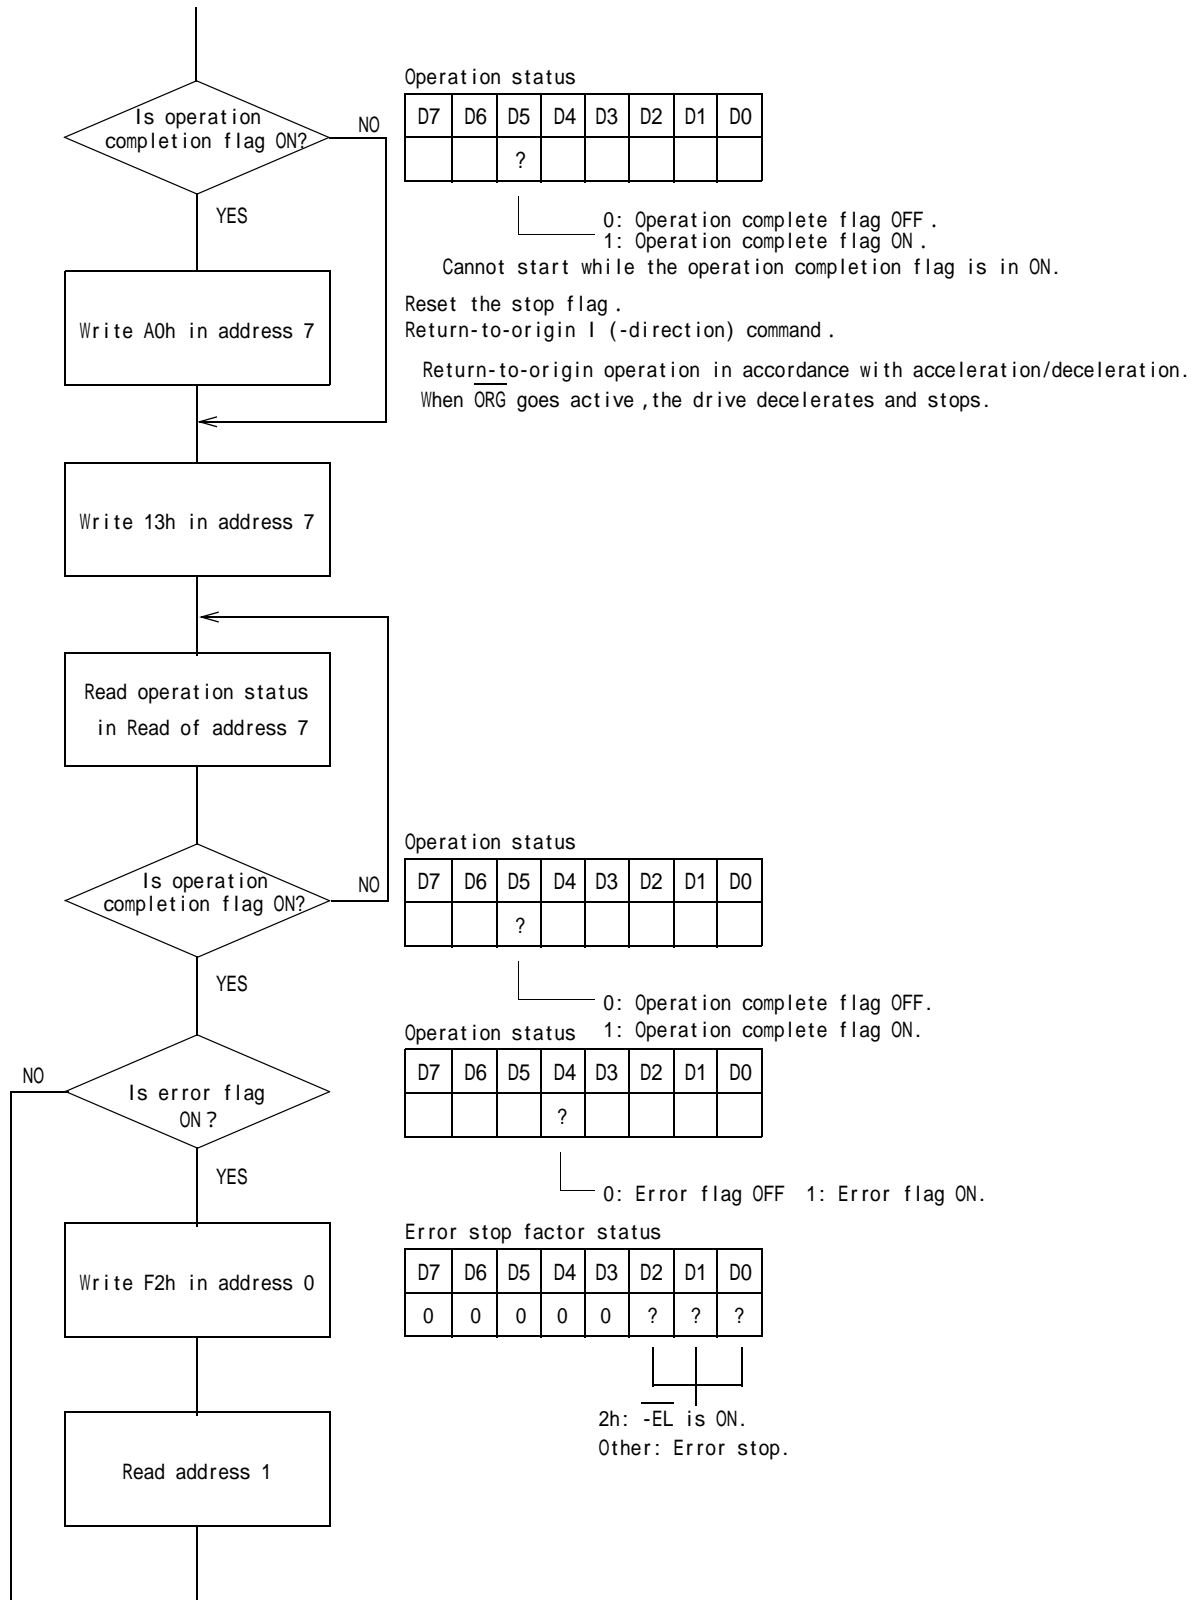 Operation status
Is operation
completion flag ON?
NO
D7 D6 D5 D4 D3 D2 D1 D0
?
YES
0: Operation complete flag OFF.
1: Operation complete flag ON.
Cannot start while the operation completion flag is in ON.
Write A0h in address 7
Reset the stop flag.
Return-to-origin I (-direction) command.
Return-to-origin operation in accordance with acceleration/deceleration.
When ORG goes active,the drive decelerates and stops.
Write 13h in address 7
Read operation status
in Read of address 7
Operation status
Is operation
completion flag ON?
NO
D7 D6 D5 D4 D3 D2 D1 D0
?
YES
0: Operation complete flag OFF.
1: Operation complete flag ON.
Operation status
NO
Is error flag
ON?
D7 D6 D5 D4 D3 D2 D1 D0
?
YES
0: Error flag OFF 1: Error flag ON.
Error stop factor status
Write F2h in address 0
D7 D6 D5 D4 D3 D2 D1 D0
0 0 0 0 0 ? ? ?
2h: -EL is ON.
Other: Error stop.
Read address 1